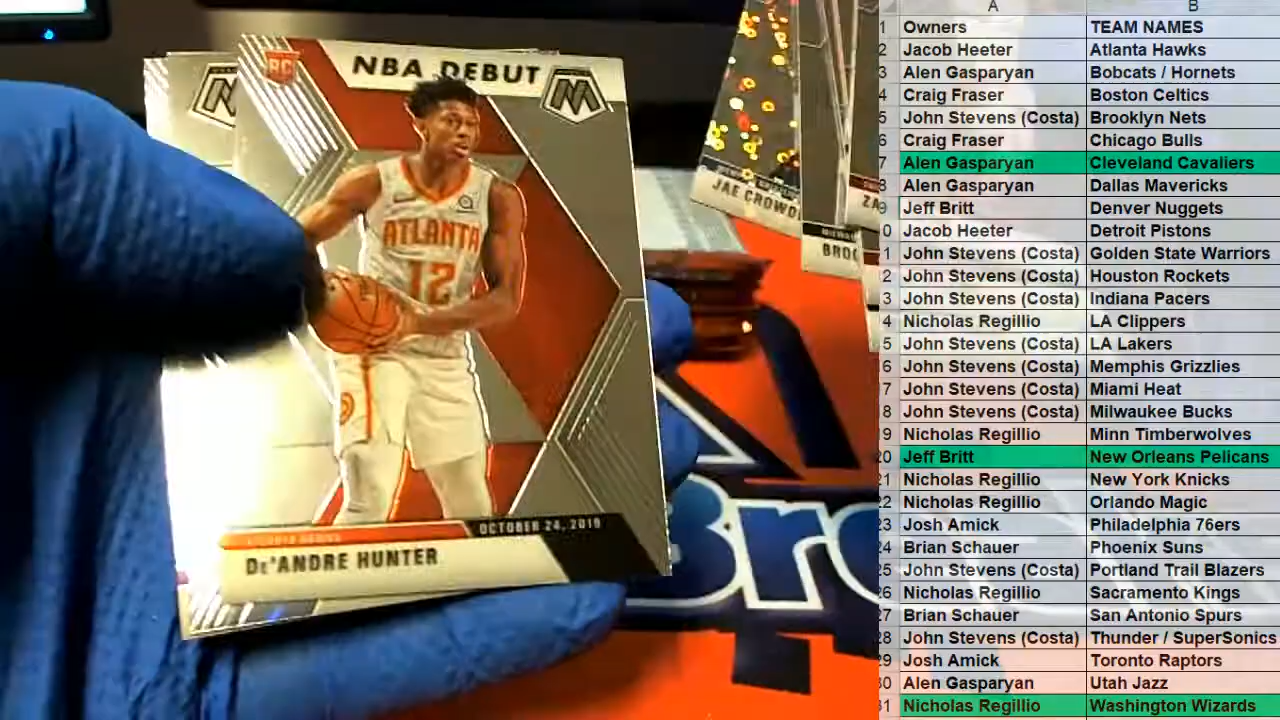 RC
NBA DEBUT
ATLANTA
12
OCTOBER 24, 2019
DE'ANDRE HUNTER
JAE CROWD
ZA
BROO
Bro
A B
1 Owners TEAM NAMES
2 Jacob Heeter Atlanta Hawks
3 Alen Gasparyan Bobcats / Hornets
4 Craig Fraser Boston Celtics
5 John Stevens (Costa) Brooklyn Nets
6 Craig Fraser Chicago Bulls
7 Alen Gasparyan Cleveland Cavaliers
8 Alen Gasparyan Dallas Mavericks
9 Jeff Britt Denver Nuggets
0 Jacob Heeter Detroit Pistons
1 John Stevens (Costa) Golden State Warriors
2 John Stevens (Costa) Houston Rockets
3 John Stevens (Costa) Indiana Pacers
4 Nicholas Regillio LA Clippers
5 John Stevens (Costa) LA Lakers
6 John Stevens (Costa) Memphis Grizzlies
7 John Stevens (Costa) Miami Heat
8 John Stevens (Costa) Milwaukee Bucks
19 Nicholas Regillio Minn Timberwolves
20 Jeff Britt New Orleans Pelicans
21 Nicholas Regillio New York Knicks
22 Nicholas Regillio Orlando Magic
23 Josh Amick Philadelphia 76ers
24 Brian Schauer Phoenix Suns
25 John Stevens (Costa) Portland Trail Blazers
26 Nicholas Regillio Sacramento Kings
27 Brian Schauer San Antonio Spurs
28 John Stevens (Costa) Thunder / SuperSonics
29 Josh Amick Toronto Raptors
30 Alen Gasparyan Utah Jazz
31 Nicholas Regillio Washington Wizards